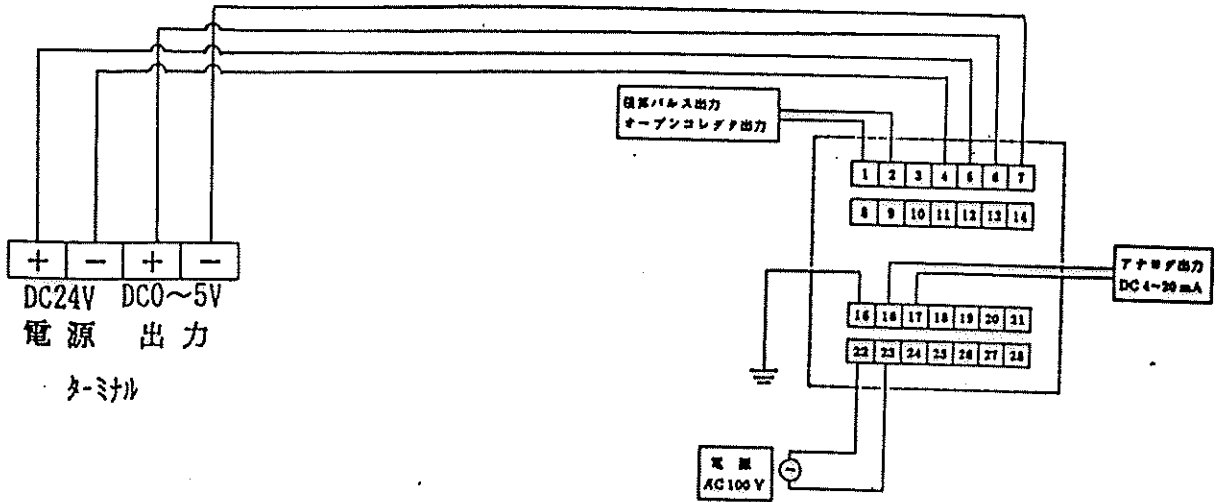 積算パルス出力
オープンコレクタ出力
1 2 3 4 5 6 7
8 9 10 11 12 13 14
+ - + -
DC24V DC0～5V
電源 出力
ターミナル
アナログ出力
DC 4~20 mA
15 16 17 18 19 20 21
22 23 24 25 26 27 28
電源
AC 100 V